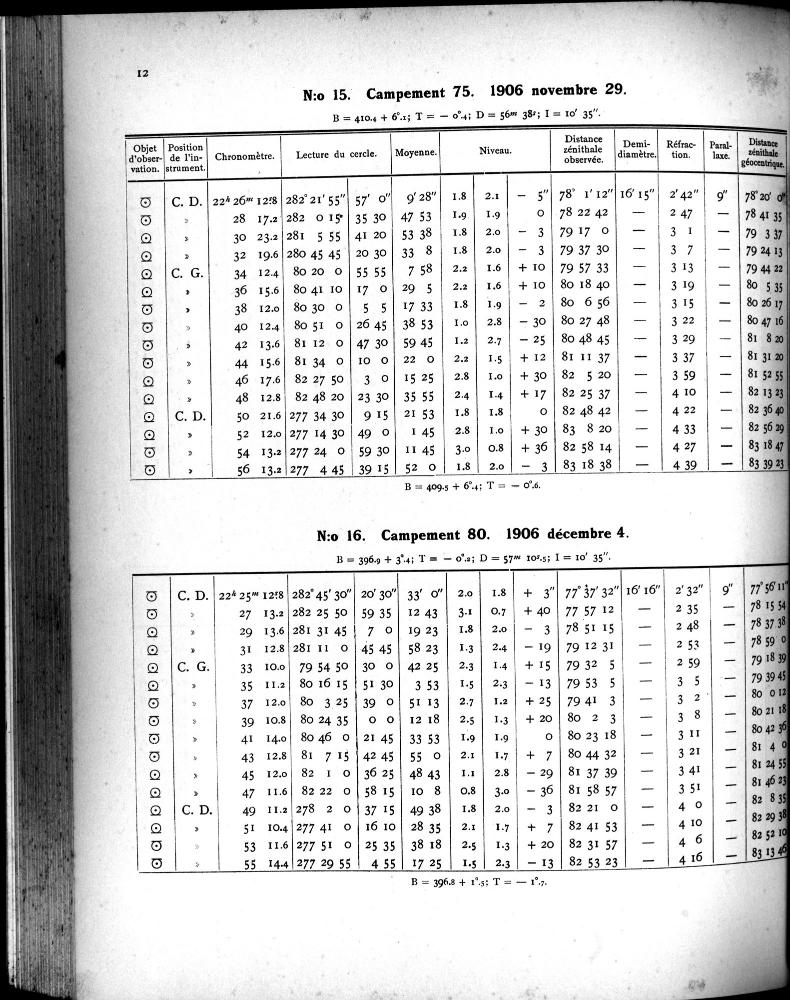 12
N:o 15. Campement 75. 1906 novembre 29.
B = 410.4 + 6°.1; T = — 0°.4; D = 56m 38s; I = 10′ 35″.
Objet d'observation. Position de l'instrument. Chronomètre. Lecture du cercle. Moyenne. Niveau. Distance zénithale observée. Demi-diamètre. Réfraction. Parallaxe. Distance zénithale géocentrique.
C. D. 22h 26m 12s.8 282° 21′ 55″ 57′ 0″ 9′ 28″ 1.8 2.1 — 5″ 78° 1′ 12″ 16′ 15″ 2′ 42″ 9″ 78° 20′ 0″
» 28 17.2 282 0 15 35 30 47 53 1.9 1.9 0 78 22 42 — 2 47 — 78 41 35
» 30 23.2 281 5 55 41 20 53 38 1.8 2.0 — 3 79 17 0 — 3 1 — 79 3 37
» 32 19.6 280 45 45 20 30 33 8 1.8 2.0 — 3 79 37 30 — 3 7 — 79 24 13
C. G. 34 12.4 80 20 0 55 55 7 58 2.2 1.6 + 10 79 57 33 — 3 13 — 79 44 22
» 36 15.6 80 41 10 17 0 29 5 2.2 1.6 + 10 80 18 40 — 3 19 — 80 5 35
» 38 12.0 80 30 0 5 5 17 33 1.8 1.9 — 2 80 6 56 — 3 15 — 80 26 17
» 40 12.4 80 51 0 26 45 38 53 1.0 2.8 — 30 80 27 48 — 3 22 — 80 47 16
» 42 13.6 81 12 0 47 30 59 45 1.2 2.7 — 25 80 48 45 — 3 29 — 81 8 20
» 44 15.6 81 34 0 10 0 22 0 2.2 1.5 + 12 81 11 37 — 3 37 — 81 31 20
» 46 17.6 82 27 50 3 0 15 25 2.8 1.0 + 30 82 5 20 — 3 59 — 81 52 55
» 48 12.8 82 48 20 23 30 35 55 2.4 1.4 + 17 82 25 37 — 4 10 — 82 13 23
C. D. 50 21.6 277 34 30 9 15 21 53 1.8 1.8 0 82 48 42 — 4 22 — 82 36 40
» 52 12.0 277 14 30 49 0 1 45 2.8 1.0 + 30 83 8 20 — 4 33 — 82 56 29
» 54 13.2 277 24 0 59 30 11 45 3.0 0.8 + 36 82 58 14 — 4 27 — 83 18 47
» 56 13.2 277 4 45 39 15 52 0 1.8 2.0 — 3 83 18 38 — 4 39 — 83 39 23
B = 409.5 + 6°.4; T = — 0°.6.
N:o 16. Campement 80. 1906 décembre 4.
B = 396.9 + 3°.4; T = — 0°.2; D = 57m 10s.5; I = 10′ 35″.
C. D. 22h 25m 12s.8 282° 45′ 30″ 20′ 30″ 33′ 0″ 2.0 1.8 + 3″ 77° 37′ 32″ 16′ 16″ 2′ 32″ 9″ 77° 56′ 11″
» 27 13.2 282 25 50 59 35 12 43 3.1 0.7 + 40 77 57 12 — 2 35 — 78 15 54
» 29 13.6 281 31 45 7 0 19 23 1.8 2.0 — 3 78 51 15 — 2 48 — 78 37 38
» 31 12.8 281 11 0 45 45 58 23 1.3 2.4 — 19 79 12 31 — 2 53 — 78 59 0
C. G. 33 10.0 79 54 50 30 0 42 25 2.3 1.4 + 15 79 32 5 — 2 59 — 79 18 39
» 35 11.2 80 16 15 51 30 3 53 1.5 2.3 — 13 79 53 5 — 3 5 — 79 39 45
» 37 12.0 80 3 25 39 0 51 13 2.7 1.2 + 25 79 41 3 — 3 2 — 80 0 12
» 39 10.8 80 24 35 0 0 12 18 2.5 1.3 + 20 80 2 3 — 3 8 — 80 21 18
» 41 14.0 80 46 0 21 45 33 53 1.9 1.9 0 80 23 18 — 3 11 — 80 42 36
» 43 12.8 81 7 15 42 45 55 0 2.1 1.7 + 7 80 44 32 — 3 21 — 81 4 0
» 45 12.0 82 1 0 36 25 48 43 1.1 2.8 — 29 81 37 39 — 3 41 — 81 24 55
» 47 11.6 82 22 0 58 15 10 8 0.8 3.0 — 36 81 58 57 — 3 51 — 81 46 23
C. D. 49 11.2 278 2 0 37 15 49 38 1.8 2.0 — 3 82 21 0 — 4 0 — 82 8 35
» 51 10.4 277 41 0 16 10 28 35 2.1 1.7 + 7 82 41 53 — 4 10 — 82 29 38
» 53 11.6 277 51 0 25 35 38 18 2.5 1.3 + 20 82 31 57 — 4 6 — 82 52 10
» 55 14.4 277 29 55 4 55 17 25 1.5 2.3 — 13 82 53 23 — 4 16 — 83 13 46
B = 396.8 + 1°.5; T = — 1°.7.